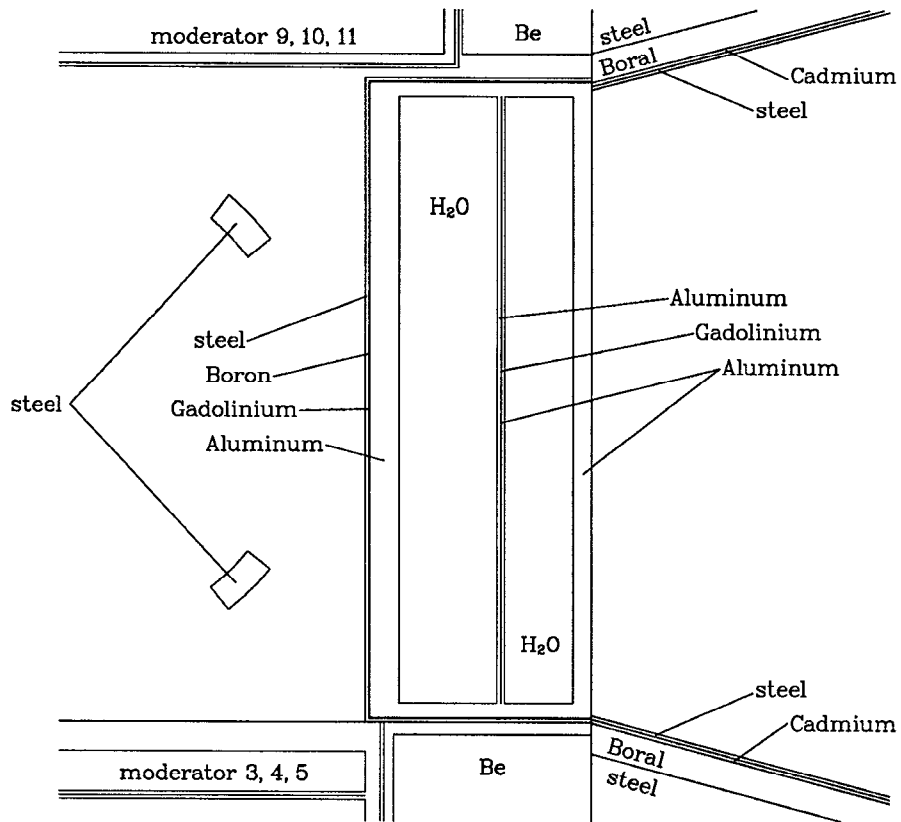 moderator 9, 10, 11
Be
steel
Boral
Cadmium
steel
H₂O
Aluminum
steel
Gadolinium
Boron
Aluminum
steel
Gadolinium
Aluminum
H₂O
steel
Cadmium
Boral
moderator 3, 4, 5
Be
steel